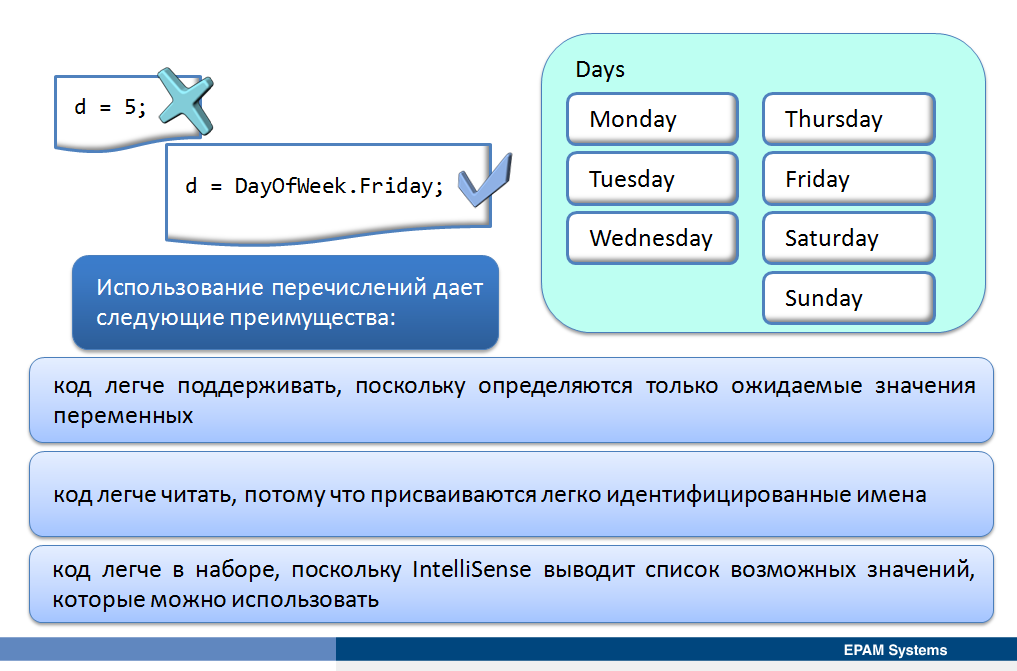 d = 5;
d = DayOfWeek.Friday;
Days
Monday
Thursday
Tuesday
Friday
Wednesday
Saturday
Sunday
Использование перечислений дает
следующие преимущества:
код легче поддерживать, поскольку определяются только ожидаемые значения
переменных
код легче читать, потому что присваиваются легко идентифицированные имена
код легче в наборе, поскольку IntelliSense выводит список возможных значений,
которые можно использовать
EPAM Systems